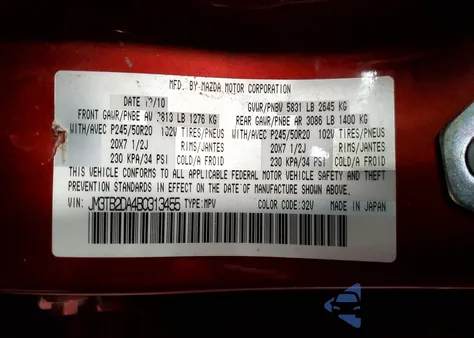 MFD. BY MAZDA MOTOR CORPORATION
DATE 12/10 GVWR/PNBV 5831 LB 2645 KG
FRONT GAWR/PNBE AV 2813 LB 1276 KG REAR GAWR/PNBE AR 3086 LB 1400 KG
WITH/AVEC P245/50R20 102V TIRES/PNEUS WITH/AVEC P245/50R20 102V TIRES/PNEUS
20X7 1/2J RIMS/JANTES 20X7 1/2J RIMS/JANTES
230 KPA/34 PSI COLD/A FROID 230 KPA/34 PSI COLD/A FROID
THIS VEHICLE CONFORMS TO ALL APPLICABLE FEDERAL MOTOR VEHICLE SAFETY AND THEFT
PREVENTION STANDARDS IN EFFECT ON THE DATE OF MANUFACTURE SHOWN ABOVE.
VIN: JM3TB2DA4B0313455 TYPE:MPV COLOR CODE:32V MADE IN JAPAN